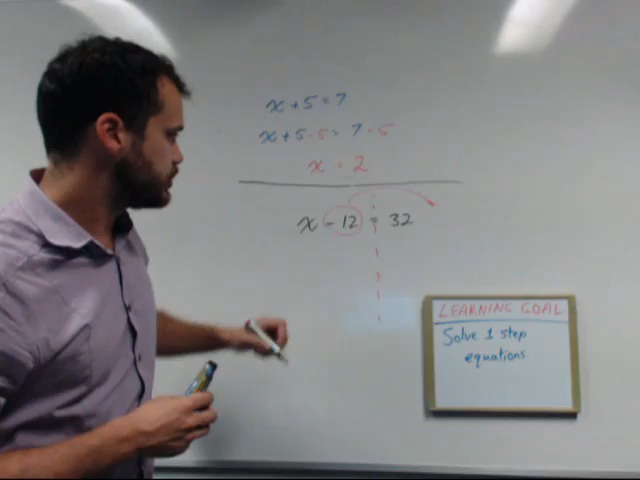 x + 5 = 7
x + 5 - 5 = 7 - 5
x = 2
x - 12 = 32
LEARNING GOAL
Solve 1 step
equations